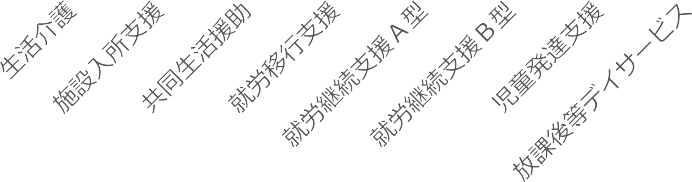 生活介護
施設入所支援
共同生活援助
就労移行支援
就労継続支援A型
就労継続支援B型
児童発達支援
放課後等デイサービス